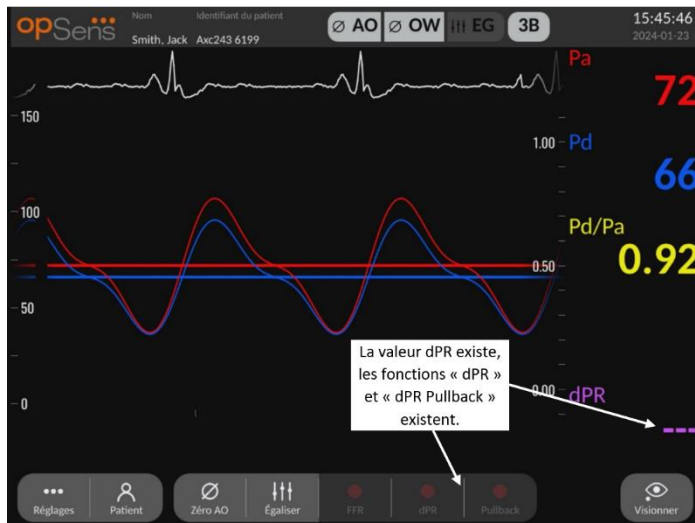 opSens
Nom
Identifiant du patient
Smith, Jack
Axc243 6199
AO
OW
EG
3B
15:45:46
2024-01-23
Pa
72
150
1.00
Pd
66
100
Pd/Pa
0.50
0.92
50
La valeur dPR existe,
les fonctions « dPR »
et « dPR Pullback »
existent.
0.00
dPR
0
---
Réglages
Patient
Zéro AO
Égaliser
FFR
dPR
Pullback
Visionner